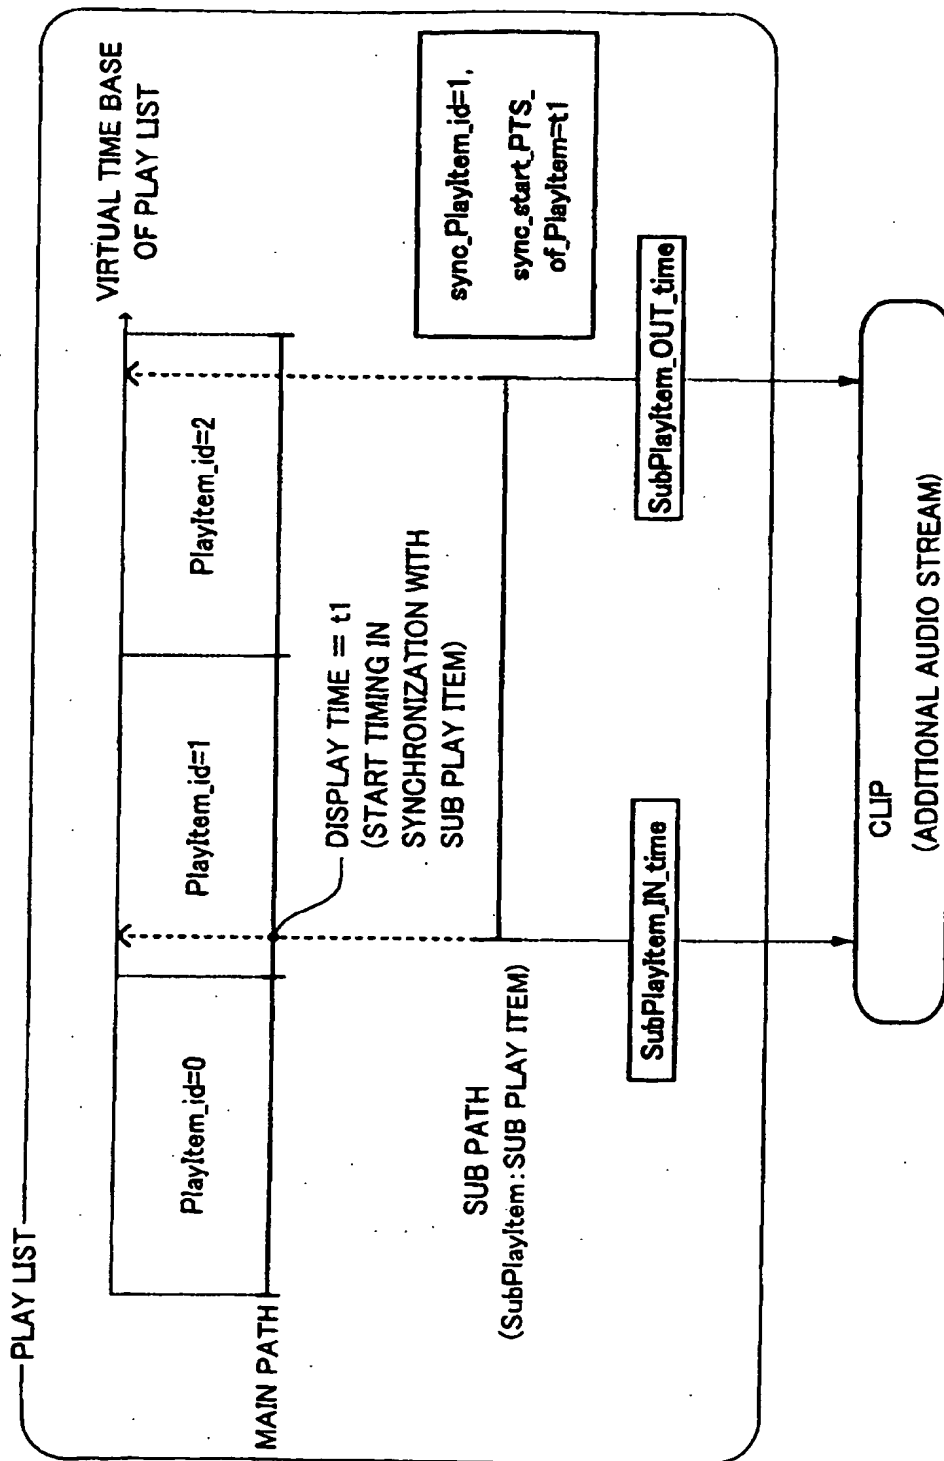 PLAY LIST
VIRTUAL TIME BASE
OF PLAY LIST
PlayItem_id=0
PlayItem_id=1
PlayItem_id=2
MAIN PATH
DISPLAY TIME = t1
(START TIMING IN
SYNCHRONIZATION WITH
SUB PLAY ITEM)
sync_PlayItem_id=1,
sync_start_PTS_
of_PlayItem=t1
SUB PATH
(SubPlayItem:SUB PLAY ITEM)
SubPlayItem_IN_time
SubPlayItem_OUT_time
CLIP
(ADDITIONAL AUDIO STREAM)